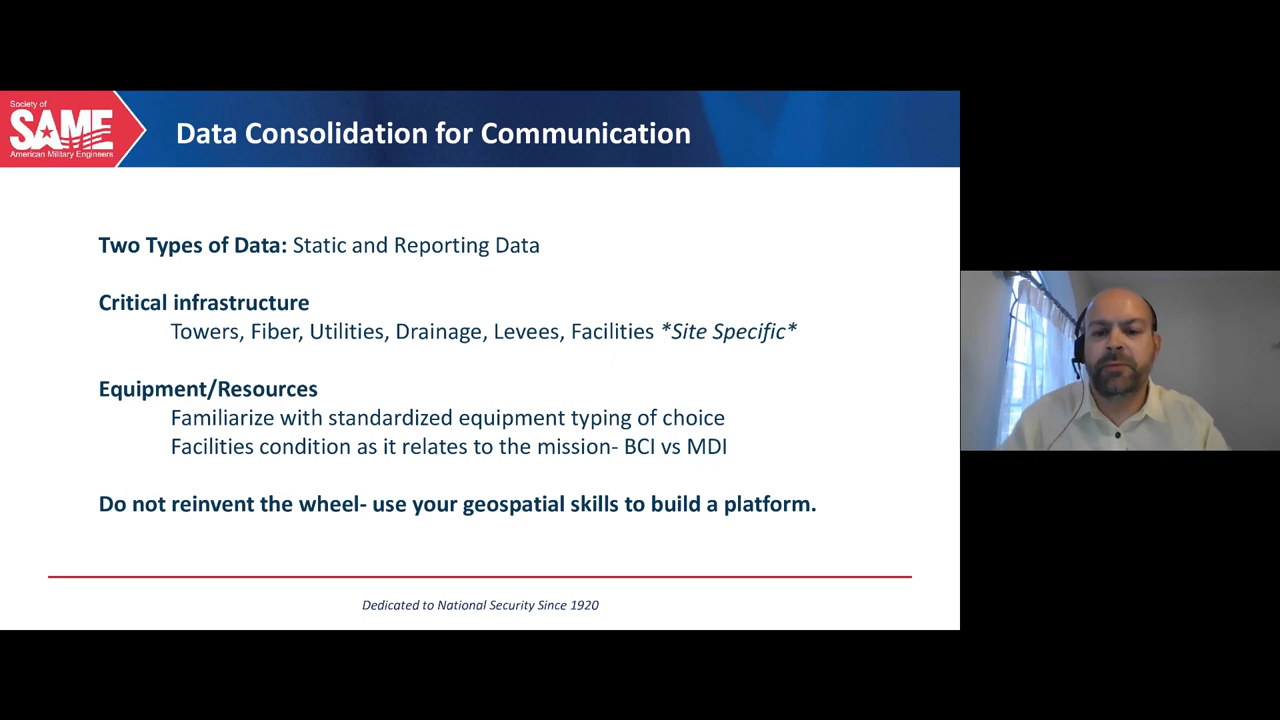 Society of
SAME
American Military Engineers
Data Consolidation for Communication
Two Types of Data: Static and Reporting Data
Critical infrastructure
Towers, Fiber, Utilities, Drainage, Levees, Facilities *Site Specific*
Equipment/Resources
Familiarize with standardized equipment typing of choice
Facilities condition as it relates to the mission- BCI vs MDI
Do not reinvent the wheel- use your geospatial skills to build a platform.
Dedicated to National Security Since 1920